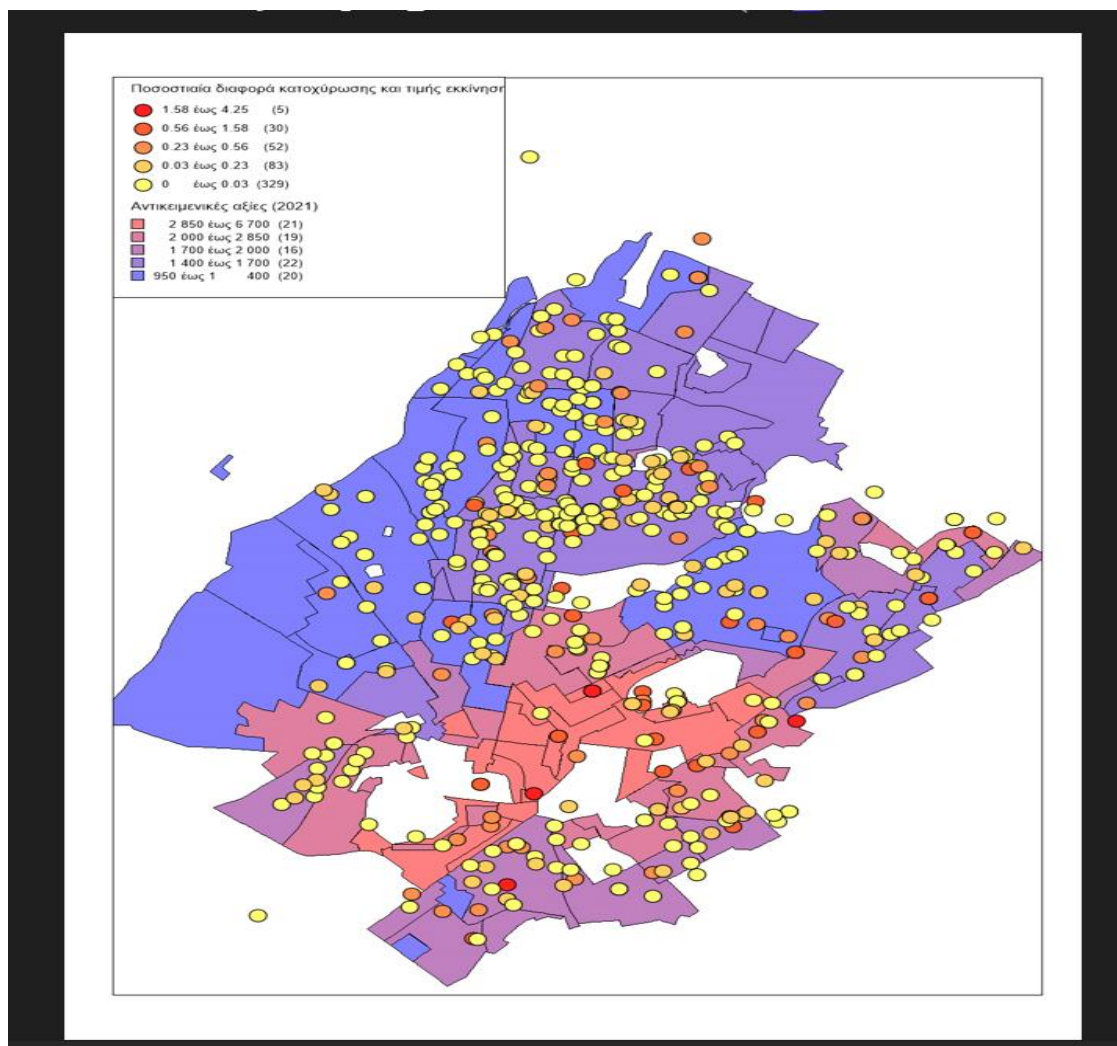 Ποσοστιαία διαφορά κατοχύρωσης και τιμής εκκίνηση
1.58 έως 4.25 (5)
0.56 έως 1.58 (30)
0.23 έως 0.56 (52)
0.03 έως 0.23 (83)
0 έως 0.03 (329)
Αντικειμενικές αξίες (2021)
2 850 έως 6 700 (21)
2 000 έως 2 850 (19)
1 700 έως 2 000 (16)
1 400 έως 1 700 (22)
950 έως 1 400 (20)